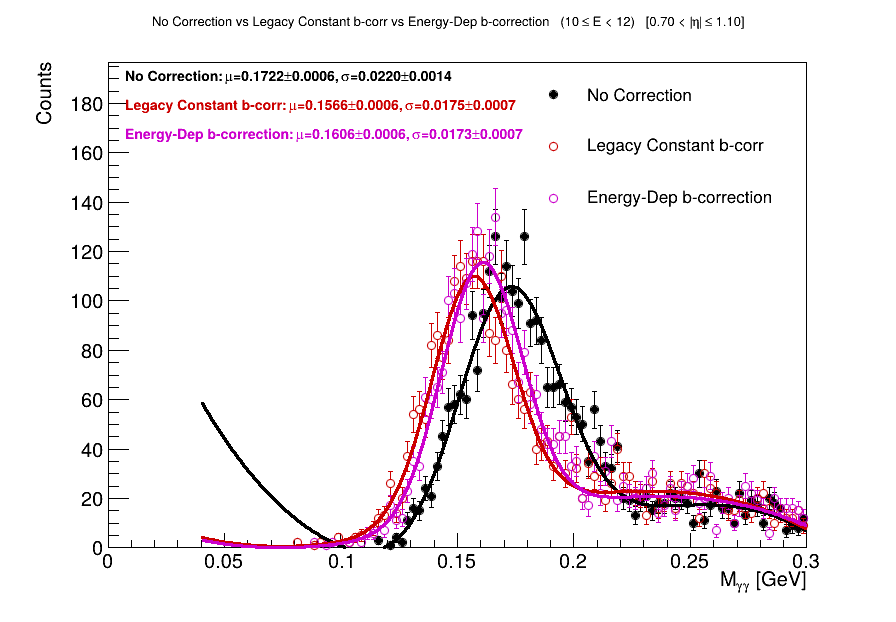 No Correction vs Legacy Constant b-corr vs Energy-Dep b-correction (10 ≤ E < 12) [0.70 < |η| ≤ 1.10]
Counts
No Correction: μ=0.1722±0.0006, σ=0.0220±0.0014
Legacy Constant b-corr: μ=0.1566±0.0006, σ=0.0175±0.0007
Energy-Dep b-correction: μ=0.1606±0.0006, σ=0.0173±0.0007
No Correction
Legacy Constant b-corr
Energy-Dep b-correction
180
160
140
120
100
80
60
40
20
0
0 0.05 0.1 0.15 0.2 0.25 0.3
Mγγ [GeV]